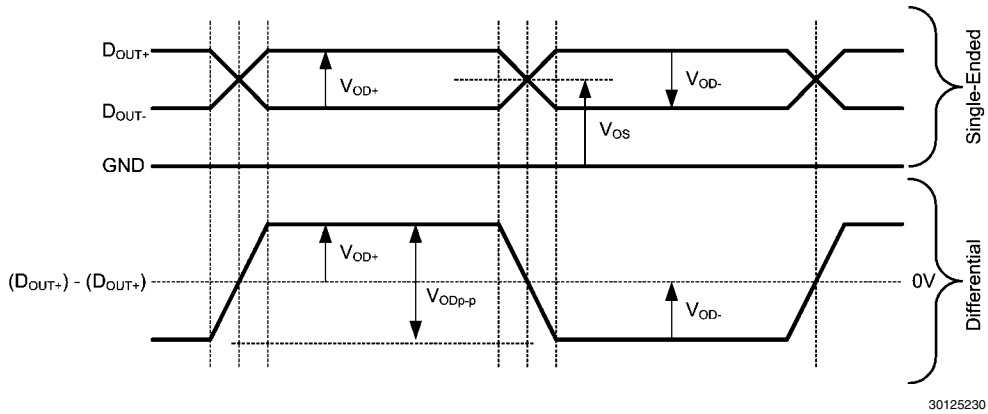 DOUT+
VOD+
VOD-
DOUT-
VOS
GND
Single-Ended
VOD+
(DOUT+) - (DOUT+)
VODp-p
0V
VOD-
Differential
30125230